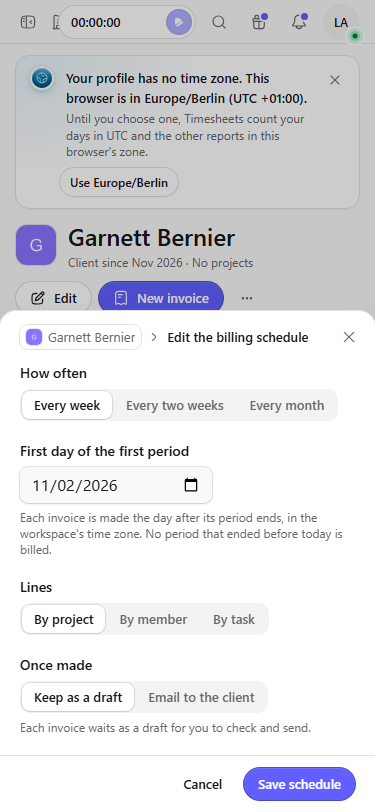 00:00:00
LA
Your profile has no time zone. This
browser is in Europe/Berlin (UTC +01:00).
Until you choose one, Timesheets count your
days in UTC and the other reports in this
browser's zone.
Use Europe/Berlin
G
Garnett Bernier
Client since Nov 2026 · No projects
Edit
New invoice
G
Garnett Bernier
Edit the billing schedule
How often
Every week
Every two weeks
Every month
First day of the first period
11/02/2026
Each invoice is made the day after its period ends, in the
workspace's time zone. No period that ended before today is
billed.
Lines
By project
By member
By task
Once made
Keep as a draft
Email to the client
Each invoice waits as a draft for you to check and send.
Cancel
Save schedule